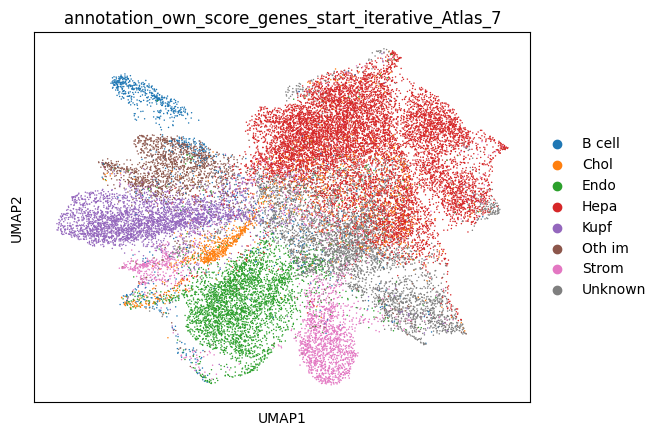 annotation_own_score_genes_start_iterative_Atlas_7
B cell
Chol
Endo
Hepa
Kupf
Oth im
Strom
Unknown
UMAP2
UMAP1